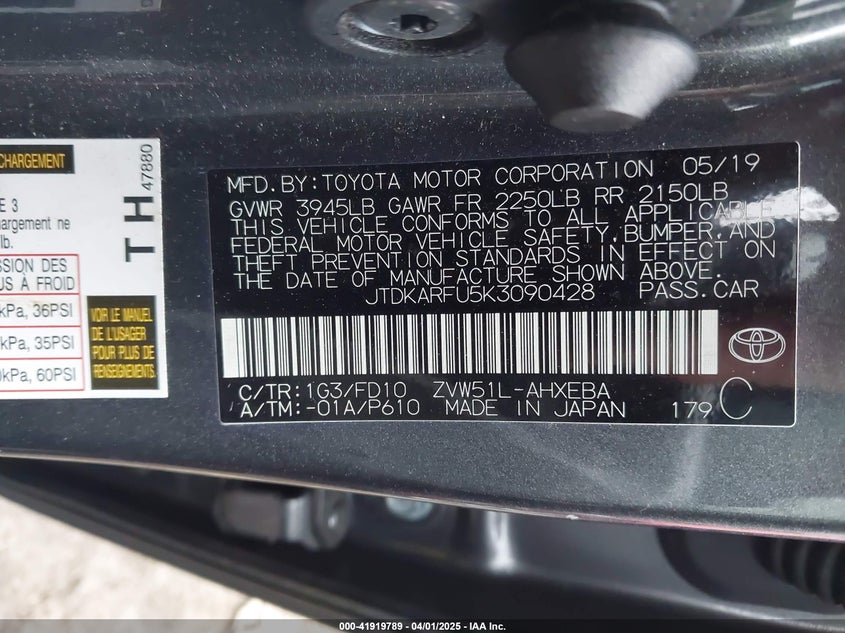 CHARGEMENT
E 3
argement ne
lb.
SSION DES
US À FROID
kPa, 36PSI
kPa, 35PSI
kPa, 60PSI
TH
47880
VOIR LE MANUEL
DE L'USAGER
POUR PLUS DE
RENSEIGNEMENTS
MFD.BY:TOYOTA MOTOR CORPORATION 05/19
GVWR 3945LB GAWR FR 2250LB RR 2150LB
THIS VEHICLE CONFORMS TO ALL APPLICABLE
FEDERAL MOTOR VEHICLE SAFETY,BUMPER,AND
THEFT PREVENTION STANDARDS IN EFFECT ON
THE DATE OF MANUFACTURE SHOWN ABOVE.
JTDKARFU5K3090428 PASS.CAR
C/TR:1G3/FD10 ZVW51L-AHXEBA
A/TM:-01A/P610 MADE IN JAPAN 179 C
000-41919789 - 04/01/2025 - IAA Inc.